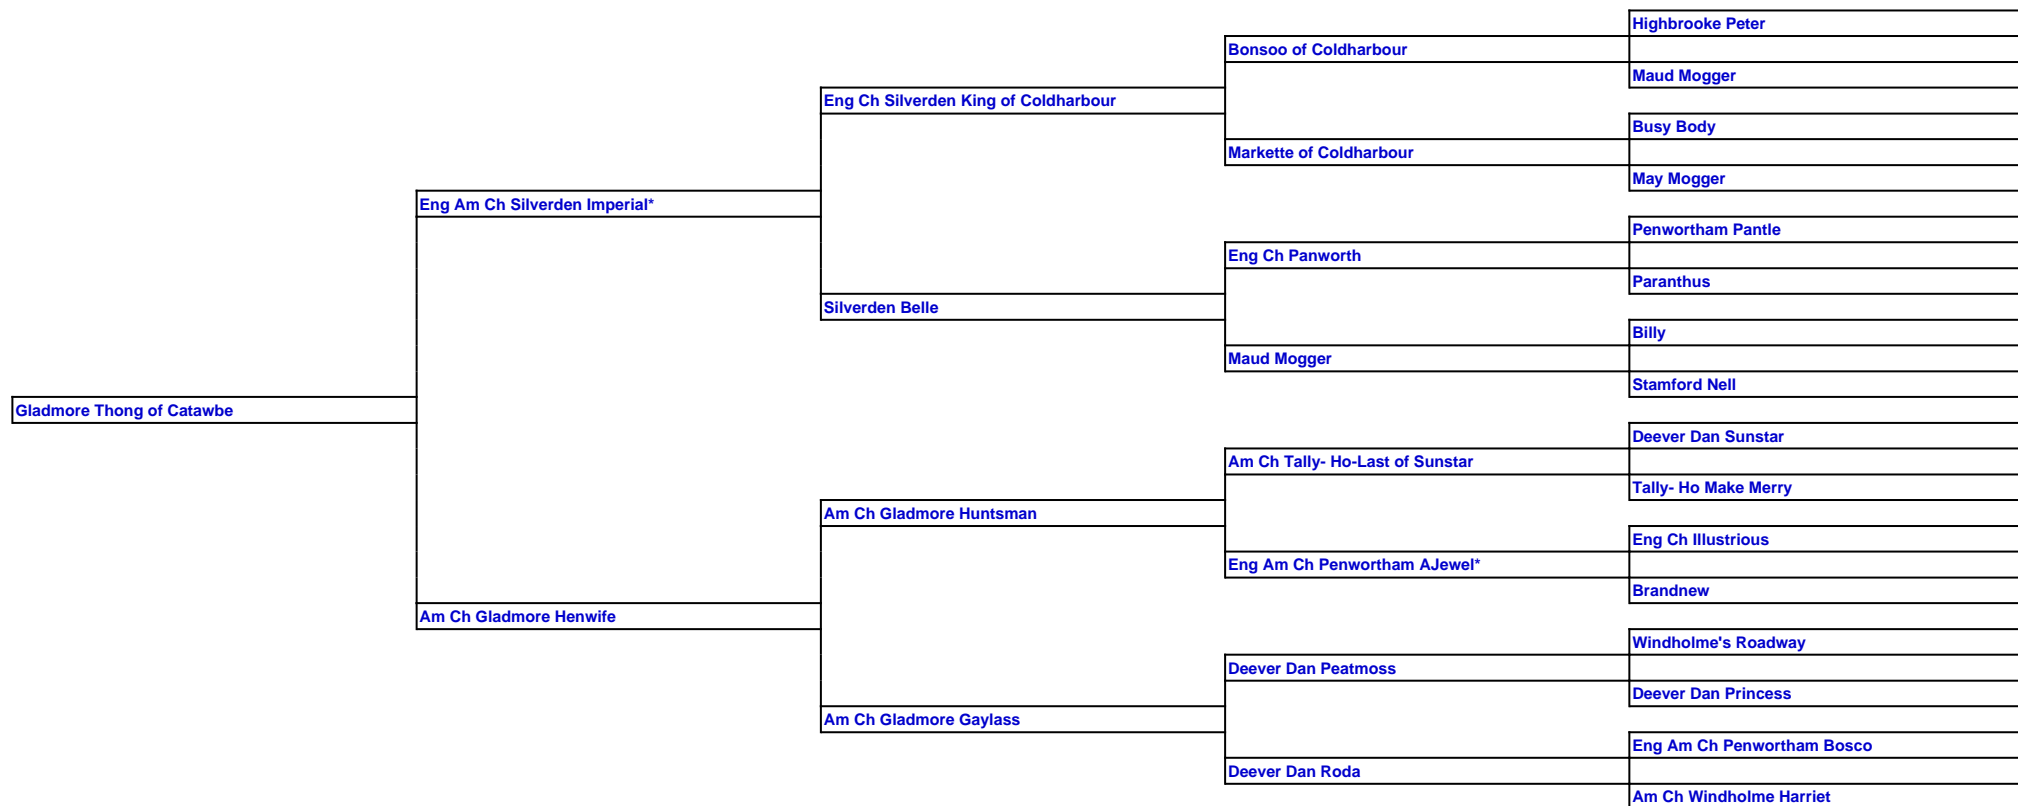 Highbrooke Peter
Bonsoo of Coldharbour
Maud Mogger
Eng Ch Silverden King of Coldharbour
Busy Body
Markette of Coldharbour
May Mogger
Eng Am Ch Silverden Imperial*
Penwortham Pantle
Eng Ch Panworth
Paranthus
Silverden Belle
Billy
Maud Mogger
Stamford Nell
Gladmore Thong of Catawbe
Deever Dan Sunstar
Am Ch Tally- Ho-Last of Sunstar
Tally- Ho Make Merry
Am Ch Gladmore Huntsman
Eng Ch Illustrious
Eng Am Ch Penwortham AJewel*
Brandnew
Am Ch Gladmore Henwife
Windholme's Roadway
Deever Dan Peatmoss
Deever Dan Princess
Am Ch Gladmore Gaylass
Eng Am Ch Penwortham Bosco
Deever Dan Roda
Am Ch Windholme Harriet